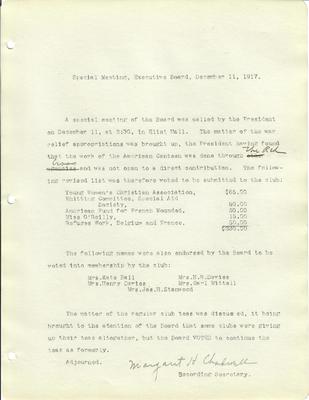 Special Meeting, Executive Board, December 11, 1917.
A special meeting of the Board was called by the President
on December 11, at 2:30, in Eliot Hall. The matter of the war
relief appropriations was brought up, the President having found
that the work of the American Canteen was done through the Red
Cross and was not open to a direct contribution. The follow-
ing revised list was therefore voted to be submitted to the club:
Young Women's Christian Association, $65.00
Knitting Committee, Special Aid
Society, 60.00
American Fund for French Wounded, 50.00
Miss O'Reilly, 15.00
Refugee Work, Belgium and France. 50.00
The following names were also endorsed by the Board to be
voted into membership by the club:
Mrs. Kate Bell Mrs. H.R. Davies
Mrs. Henry Davies Mrs. Carl Wittell
Mrs. Jas. H. Stanwood
The matter of the regular club teas was discussed, it being
brought to the attention of the Board that some clubs were giving
up their teas altogether, but the Board VOTED to continue the
teas as formerly.
Adjourned.
Margaret H
Recording Secretary.